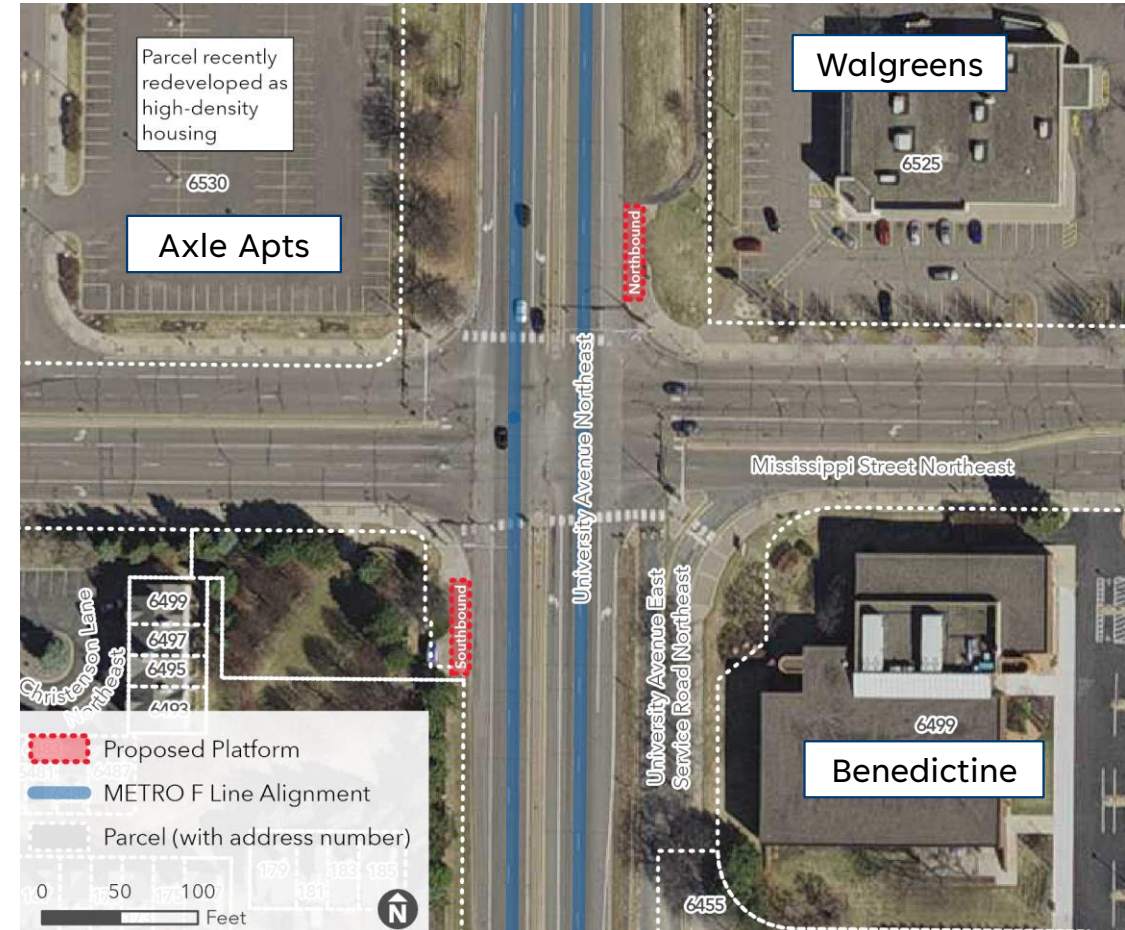 Parcel recently
redeveloped as
high-density
housing
6530
Axle Apts
Walgreens
6525
Northbound
University Avenue Northeast
Mississippi Street Northeast
Southbound
University Avenue East
Service Road Northeast
6499
6497
6495
6493
Christenson Lane
Northeast
6499
Benedictine
6455
Proposed Platform
METRO F Line Alignment
Parcel (with address number)
6481
6487
179
181
183
185
0 50 100
Feet
N